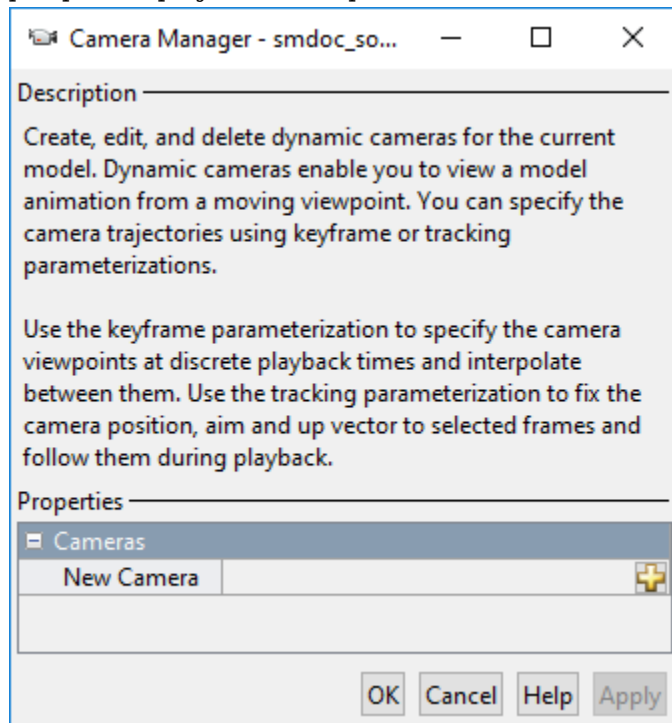 Camera Manager - smdoc_so...
Description
Create, edit, and delete dynamic cameras for the current
model. Dynamic cameras enable you to view a model
animation from a moving viewpoint. You can specify the
camera trajectories using keyframe or tracking
parameterizations.
Use the keyframe parameterization to specify the camera
viewpoints at discrete playback times and interpolate
between them. Use the tracking parameterization to fix the
camera position, aim and up vector to selected frames and
follow them during playback.
Properties
Cameras
New Camera
OK Cancel Help Apply